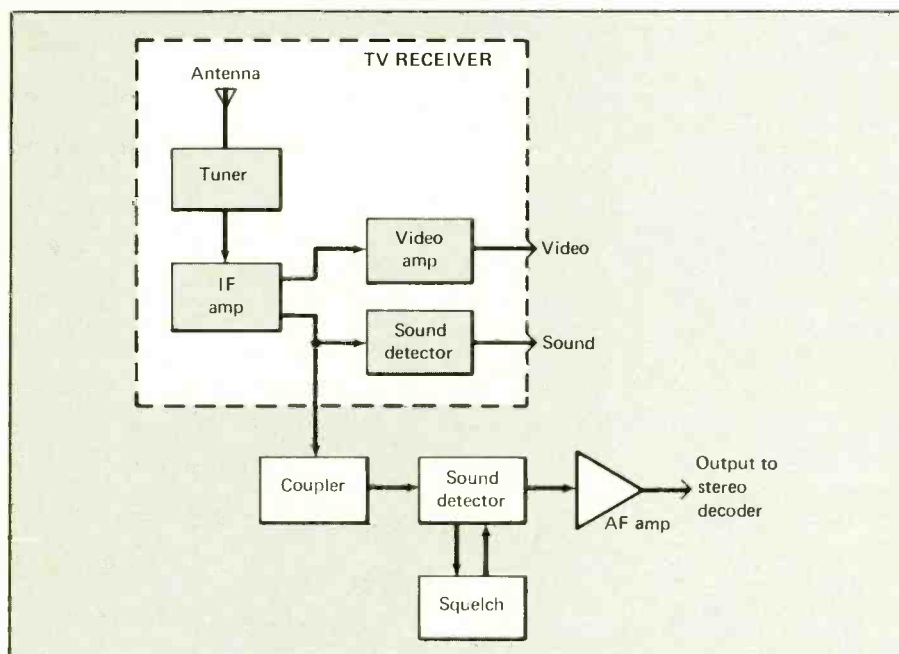 TV RECEIVER
Antenna
Tuner
IF
amp
Video
amp
Video
Sound
detector
Sound
Coupler
Sound
detector
AF amp
Output to
stereo
decoder
Squelch